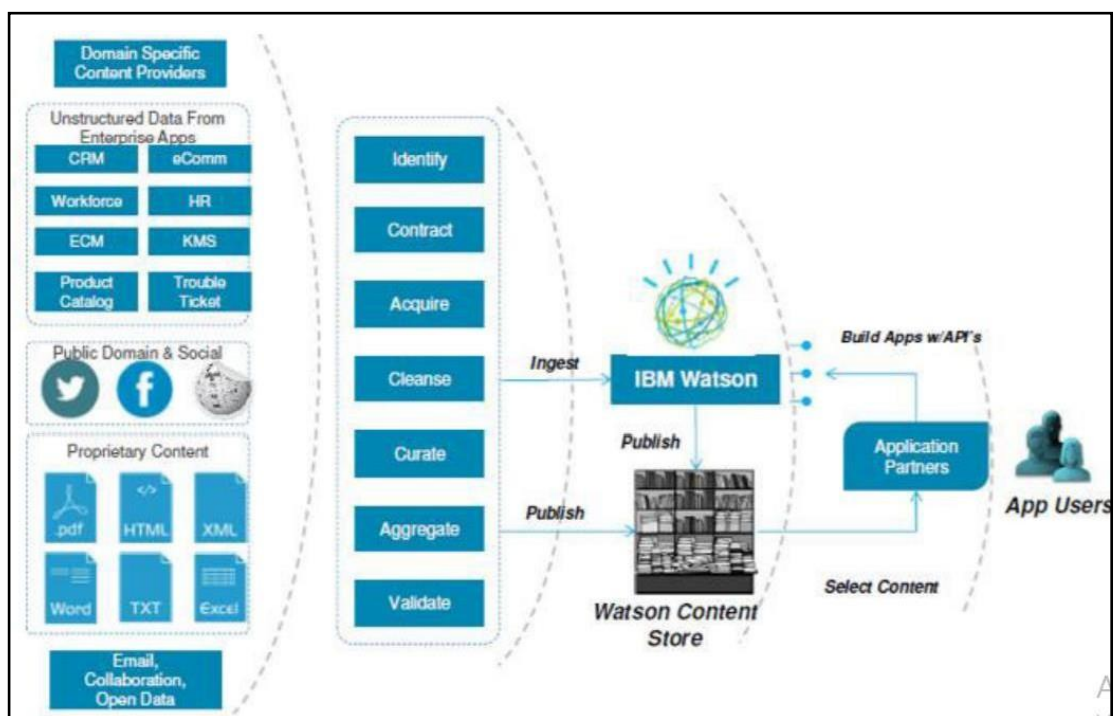 Domain Specific
Content Providers
Unstructured Data From
Enterprise Apps
CRM
eComm
Workforce
HR
ECM
KMS
Product
Catalog
Trouble
Ticket
Public Domain & Social
Proprietary Content
.pdf
</>
HTML
XML
Word
TXT
Excel
Email,
Collaboration,
Open Data
Identify
Contract
Acquire
Cleanse
Curate
Aggregate
Validate
Ingest
Publish
IBM Watson
Publish
Watson Content
Store
Build Apps w/API's
Application
Partners
Select Content
App Users
A